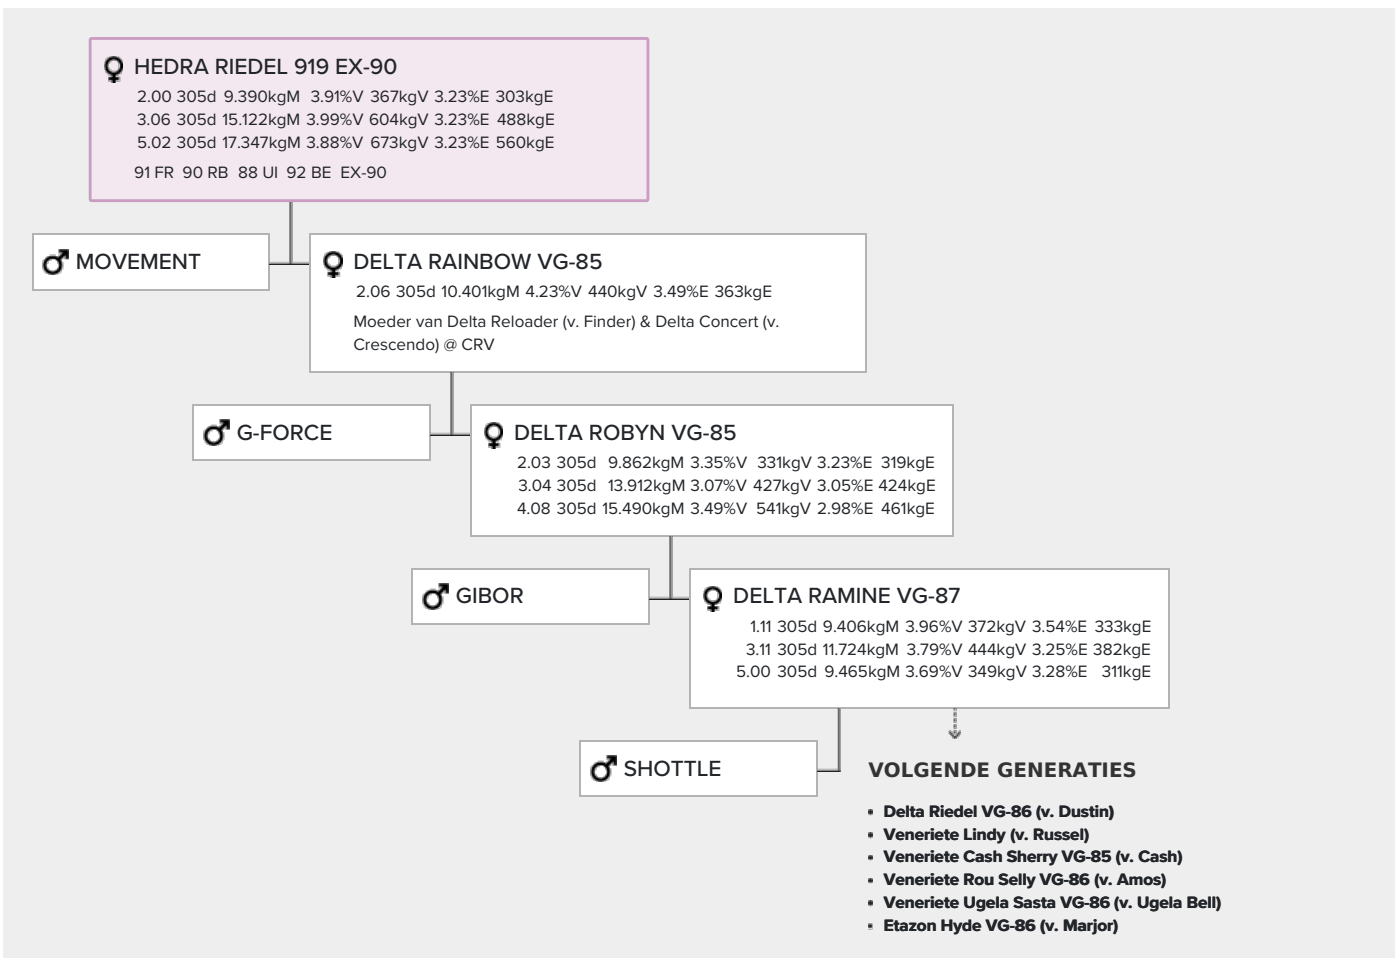 HEDRA RIEDEL 919 EX-90
2.00 305d 9.390kgM 3.91%V 367kgV 3.23%E 303kgE
3.06 305d 15.122kgM 3.99%V 604kgV 3.23%E 488kgE
5.02 305d 17.347kgM 3.88%V 673kgV 3.23%E 560kgE
91 FR 90 RB 88 UI 92 BE EX-90
MOVEMENT
DELTA RAINBOW VG-85
2.06 305d 10.401kgM 4.23%V 440kgV 3.49%E 363kgE
Moeder van Delta Reloader (v. Finder) & Delta Concert (v.
Crescendo) @ CRV
G-FORCE
DELTA ROBYN VG-85
2.03 305d 9.862kgM 3.35%V 331kgV 3.23%E 319kgE
3.04 305d 13.912kgM 3.07%V 427kgV 3.05%E 424kgE
4.08 305d 15.490kgM 3.49%V 541kgV 2.98%E 461kgE
GIBOR
DELTA RAMINE VG-87
1.11 305d 9.406kgM 3.96%V 372kgV 3.54%E 333kgE
3.11 305d 11.724kgM 3.79%V 444kgV 3.25%E 382kgE
5.00 305d 9.465kgM 3.69%V 349kgV 3.28%E 311kgE
SHOTTLE
VOLGENDE GENERATIES
• Delta Riedel VG-86 (v. Dustin)
• Veneriete Lindy (v. Russel)
• Veneriete Cash Sherry VG-85 (v. Cash)
• Veneriete Rou Selly VG-86 (v. Amos)
• Veneriete Ugela Sasta VG-86 (v. Ugela Bell)
• Etazon Hyde VG-86 (v. Marjor)